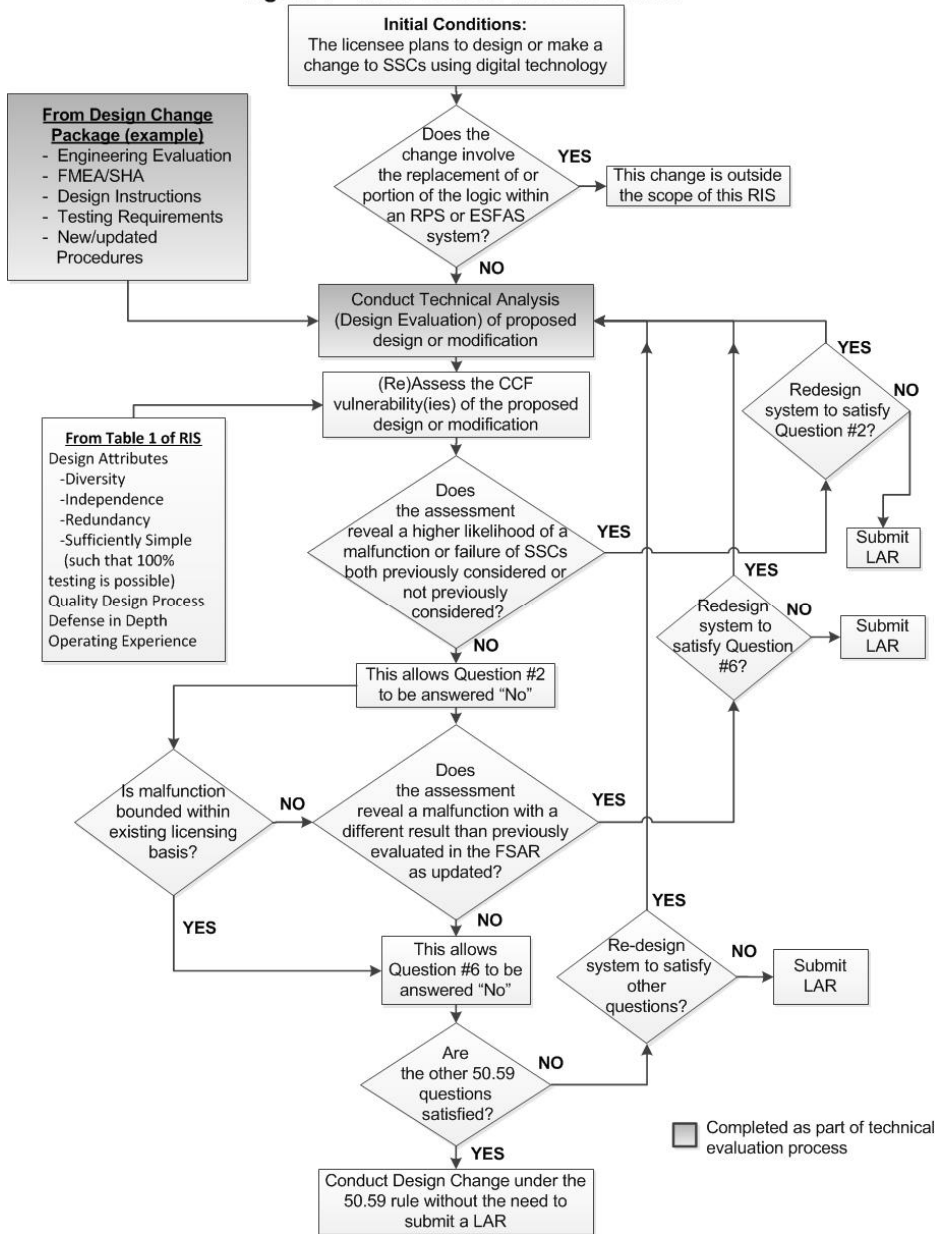 Initial Conditions:
The licensee plans to design or make a
change to SSCs using digital technology
From Design Change
Package (example)
- Engineering Evaluation
- FMEA/SHA
- Design Instructions
- Testing Requirements
- New/updated
Procedures
Does the
change involve
the replacement of or
portion of the logic within
an RPS or ESFAS
system?
YES
This change is outside
the scope of this RIS
NO
Conduct Technical Analysis
(Design Evaluation) of proposed
design or modification
(Re)Assess the CCF
vulnerability(ies) of the proposed
design or modification
YES
Redesign
system to satisfy
Question #2?
NO
Submit
LAR
From Table 1 of RIS
Design Attributes
-Diversity
-Independence
-Redundancy
-Sufficiently Simple
(such that 100%
testing is possible)
Quality Design Process
Defense in Depth
Operating Experience
Does
the assessment
reveal a higher likelihood of a
malfunction or failure of SSCs
both previously considered or
not previously
considered?
YES
NO
YES
Redesign
system to
satisfy Question
#6?
NO
Submit
LAR
This allows Question #2
to be answered “No”
Is malfunction
bounded within
existing licensing
basis?
NO
YES
Does
the assessment
reveal a malfunction with a
different result than previously
evaluated in the FSAR
as updated?
YES
NO
This allows
Question #6 to be
answered “No”
YES
Re-design
system to satisfy
other
questions?
NO
Submit
LAR
Are
the other 50.59
questions
satisfied?
NO
YES
Conduct Design Change under the
50.59 rule without the need to
submit a LAR
Completed as part of technical
evaluation process